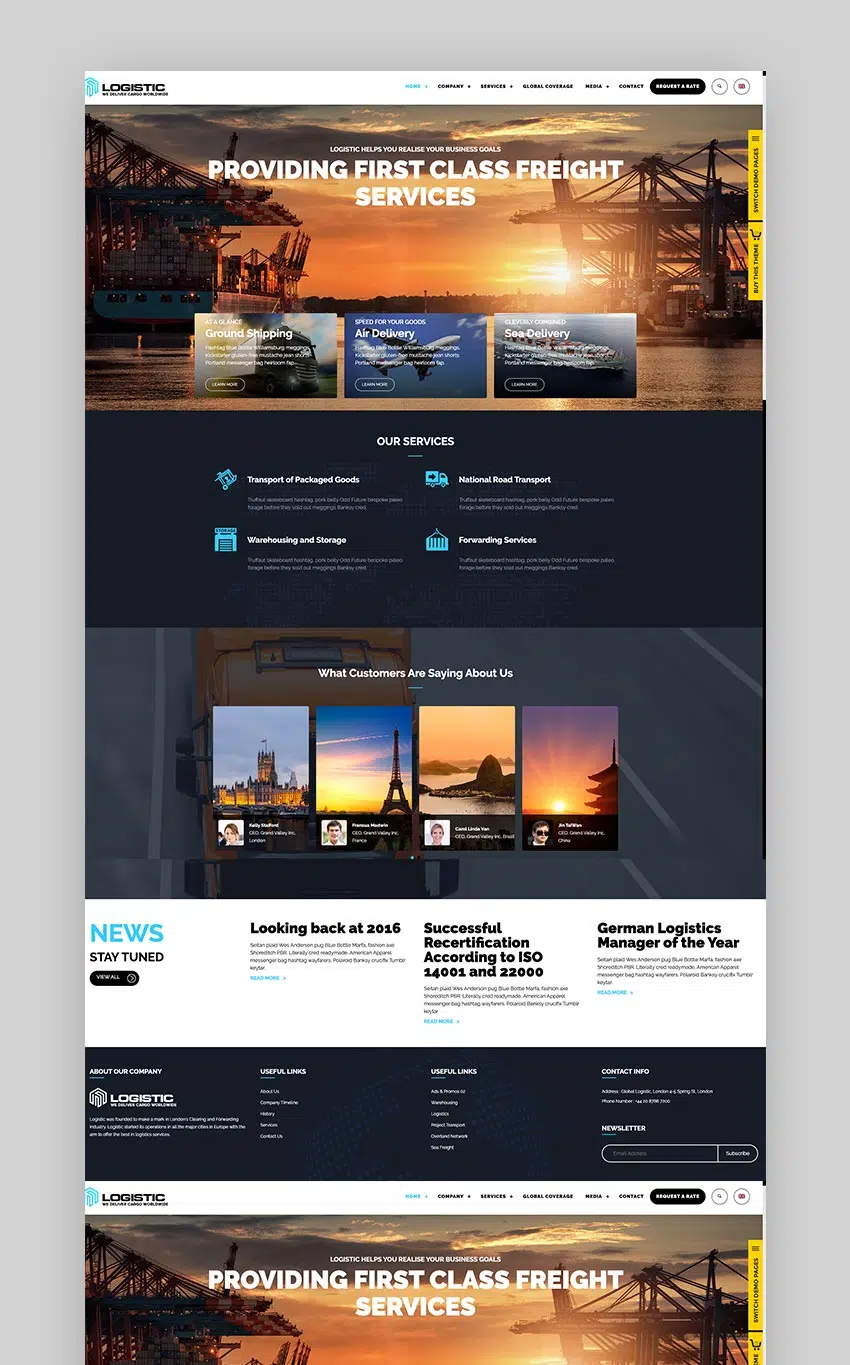 LOGISTIC
WE DELIVER CARGO WORLDWIDE
HOME +
COMPANY +
SERVICES +
GLOBAL COVERAGE
MEDIA +
CONTACT
REQUEST A RATE
SWITCH DEMO PAGES
BUY THIS THEME
LOGISTIC HELPS YOU REALISE YOUR BUSINESS GOALS
PROVIDING FIRST CLASS FREIGHT
SERVICES
AT A GLANCE
Ground Shipping
Hashtag Blue Bottle Williamsburg meggings,
Kickstarter gluten-free mustache jean shorts
Portland messenger bag heirloom fap.
LEARN MORE
SPEED FOR YOUR GOODS
Air Delivery
Hashtag Blue Bottle Williamsburg meggings,
Kickstarter gluten-free mustache jean shorts
Portland messenger bag heirloom fap.
LEARN MORE
CLEVERLY COMBINED
Sea Delivery
Hashtag Blue Bottle Williamsburg meggings,
Kickstarter gluten-free mustache jean shorts
Portland messenger bag heirloom fap.
LEARN MORE
OUR SERVICES
Transport of Packaged Goods
Truffaut skateboard hashtag, pork belly Odd Future bespoke paleo
forage before they sold out meggings Banksy cred.
National Road Transport
Truffaut skateboard hashtag, pork belly Odd Future bespoke paleo
forage before they sold out meggings Banksy cred.
STORAGE
Warehousing and Storage
Truffaut skateboard hashtag, pork belly Odd Future bespoke paleo
forage before they sold out meggings Banksy cred.
Forwarding Services
Truffaut skateboard hashtag, pork belly Odd Future bespoke paleo
forage before they sold out meggings Banksy cred.
What Customers Are Saying About Us
Kelly Stafford
CEO, Grand Valley Inc,
London
Fransua Madwin
CEO, Grand Valley Inc,
France
Carol Linda Van
CEO, Grand Valley Inc, Brazil
Jin TaiWan
CEO, Grand Valley Inc,
China
NEWS
STAY TUNED
VIEW ALL
Looking back at 2016
Seitan plaid Wes Anderson pug Blue Bottle Marfa, fashion axe
Shoreditch PBR. Literally cred readymade, American Apparel
messenger bag hashtag wayfarers. Polaroid Banksy crucifix Tumblr
keytar.
READ MORE >
Successful
Recertification
According to ISO
14001 and 22000
Seitan plaid Wes Anderson pug Blue Bottle Marfa, fashion axe
Shoreditch PBR. Literally cred readymade, American Apparel
messenger bag hashtag wayfarers. Polaroid Banksy crucifix Tumblr
keytar.
READ MORE >
German Logistics
Manager of the Year
Seitan plaid Wes Anderson pug Blue Bottle Marfa, fashion axe
Shoreditch PBR. Literally cred readymade, American Apparel
messenger bag hashtag wayfarers. Polaroid Banksy crucifix Tumblr
keytar.
READ MORE >
ABOUT OUR COMPANY
LOGISTIC
WE DELIVER CARGO WORLDWIDE
Logistic was founded to make a mark in London's Clearing and Forwarding
industry. Logistic started its operations in all the major cities in Europe with the
aim to offer the best in logistics services.
USEFUL LINKS
About Us
Company Timeline
History
Services
Contact Us
USEFUL LINKS
Ads & Promos 02
Warehousing
Logistics
Project Transport
Overland Network
Sea Freight
CONTACT INFO
Address : Global Logistic, London 4-5 Spring St, London
Phone Number : +44 20 8788 7200
NEWSLETTER
Email Address
Subscribe
LOGISTIC
WE DELIVER CARGO WORLDWIDE
HOME +
COMPANY +
SERVICES +
GLOBAL COVERAGE
MEDIA +
CONTACT
REQUEST A RATE
SWITCH DEMO PAGES
LOGISTIC HELPS YOU REALISE YOUR BUSINESS GOALS
PROVIDING FIRST CLASS FREIGHT
SERVICES